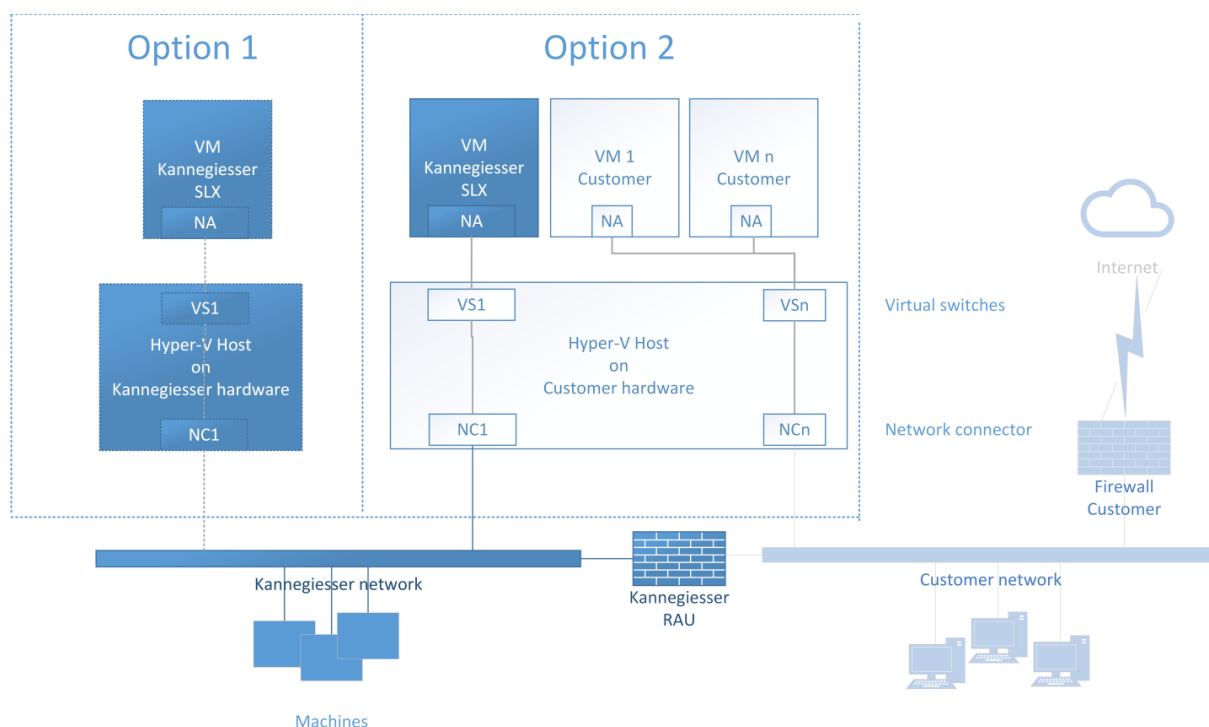 Option 1
Option 2
VM
Kannegiesser
SLX
NA
VM
Kannegiesser
SLX
NA
VM 1
Customer
NA
VM n
Customer
NA
Internet
VS1
Hyper-V Host
on
Kannegiesser hardware
NC1
VS1
VSn
Hyper-V Host
on
Customer hardware
NC1
NCn
Virtual switches
Network connector
Firewall
Customer
Kannegiesser network
Kannegiesser
RAU
Customer network
Machines